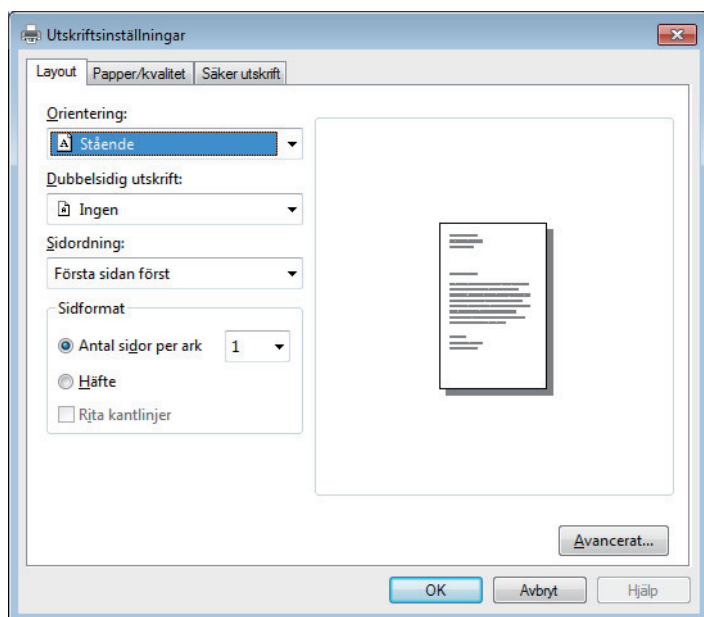 Utskriftsinställningar
Layout
Papper/kvalitet
Säker utskrift
Orientering:
A Stående
Dubbelsidig utskrift:
Ingen
Sidordning:
Första sidan först
Sidformat
Antal sidor per ark 1
Häfte
Rita kantlinjer
Avancerat...
OK
Avbryt
Hjälp